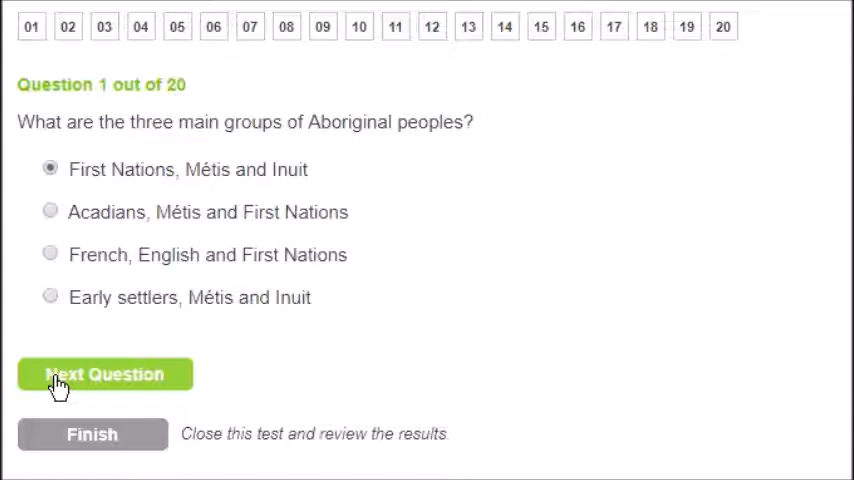 01 02 03 04 05 06 07 08 09 10 11 12 13 14 15 16 17 18 19 20
Question 1 out of 20
What are the three main groups of Aboriginal peoples?
First Nations, Métis and Inuit
Acadians, Métis and First Nations
French, English and First Nations
Early settlers, Métis and Inuit
Next Question
Finish Close this test and review the results.